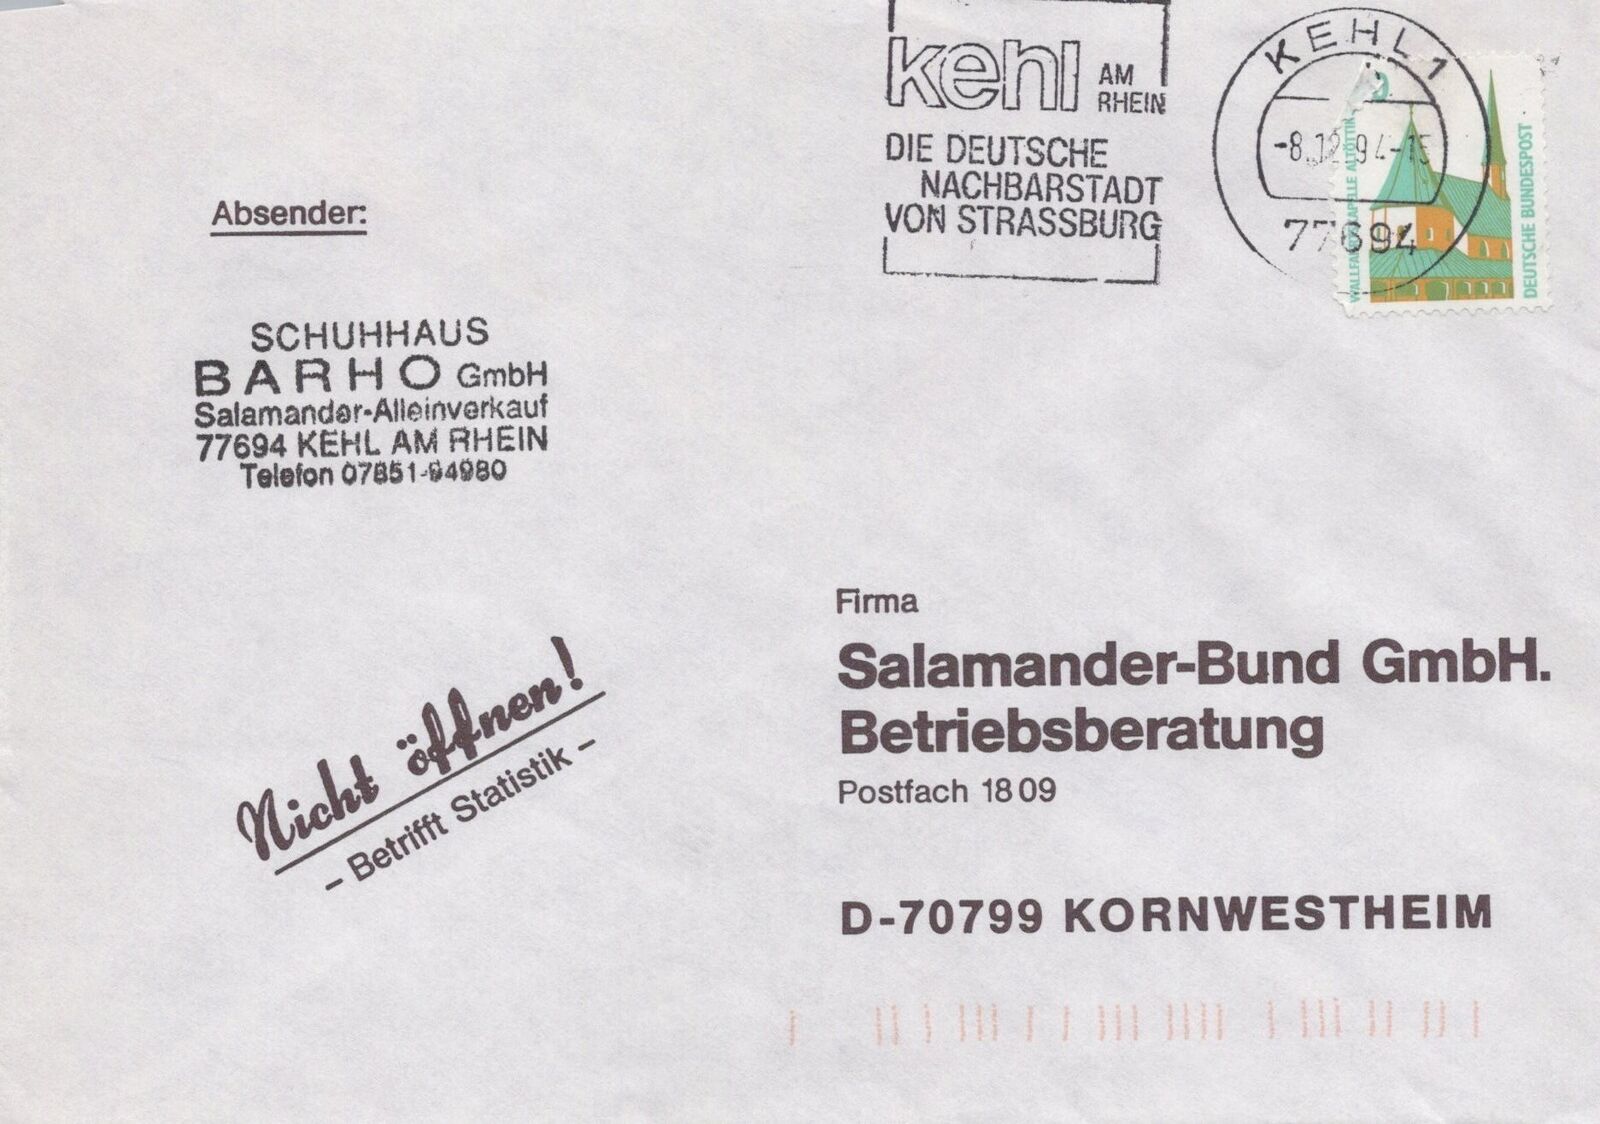 kehl AM
RHEIN
DIE DEUTSCHE
NACHBARSTADT
VON STRASSBURG
KEHL 1
-8.12.94-15
77694
DEUTSCHE BUNDESPOST
Absender:
SCHUHHAUS
BARHO GmbH
Salamander-Alleinverkauf
77694 KEHL AM RHEIN
Telefon 07851-94980
Nicht öffnen!
- Betrifft Statistik -
Firma
Salamander-Bund GmbH.
Betriebsberatung
Postfach 18 09
D-70799 KORNWESTHEIM